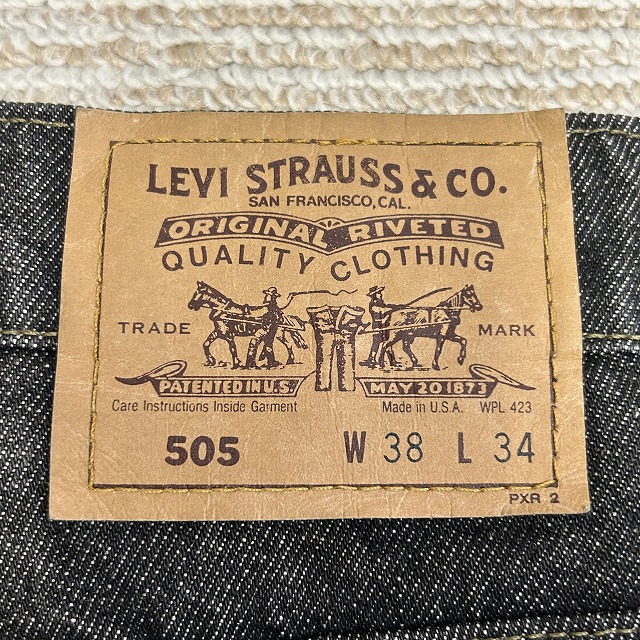 LEVI STRAUSS & CO.
SAN FRANCISCO, CAL.
ORIGINAL RIVETED
QUALITY CLOTHING
TRADE MARK
PATENTED IN U.S. MAY 20 1873
Care Instructions Inside Garment Made in U.S.A. WPL 423
505 W 38 L 34
PXR 2